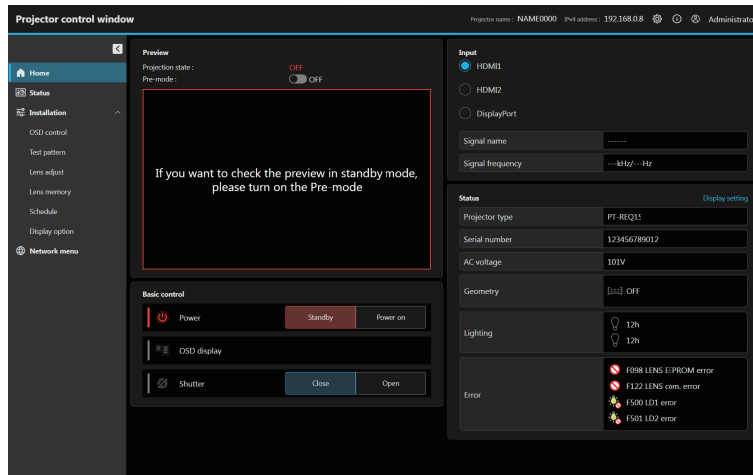 Projector control window
Projector name : NAME0000 IPv4 address : 192.168.0.8 Administrato
Home
Status
Installation
OSD control
Test pattern
Lens adjust
Lens memory
Schedule
Display option
Network menu
Preview
Projection state : OFF
Pre-mode : OFF
If you want to check the preview in standby mode,
please turn on the Pre-mode
Basic control
Power Standby Power on
OSD display
Shutter Close Open
Input
HDMI1
HDMI2
DisplayPort
Signal name ------
Signal frequency ---kHz/---Hz
Status Display setting
Projector type PT-REQ15
Serial number 123456789012
AC voltage 101V
Geometry OFF
Lighting 12h
12h
Error F098 LENS EEPROM error
F122 LENS com. error
F500 LD1 error
F501 LD2 error